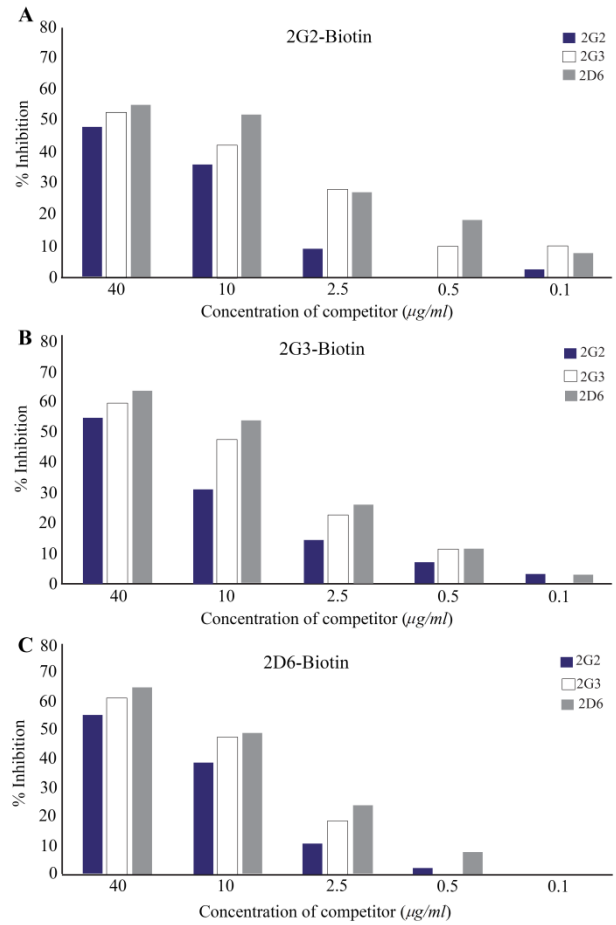 A
2G2-Biotin
2G2
2G3
2D6
% Inhibition
80
70
60
50
40
30
20
10
0
40 10 2.5 0.5 0.1
Concentration of competitor (µg/ml)
B
2G3-Biotin
2G2
2G3
2D6
% Inhibition
80
70
60
50
40
30
20
10
0
40 10 2.5 0.5 0.1
Concentration of competitor (µg/ml)
C
2D6-Biotin
2G2
2G3
2D6
% Inhibition
80
70
60
50
40
30
20
10
0
40 10 2.5 0.5 0.1
Concentration of competitor (µg/ml)